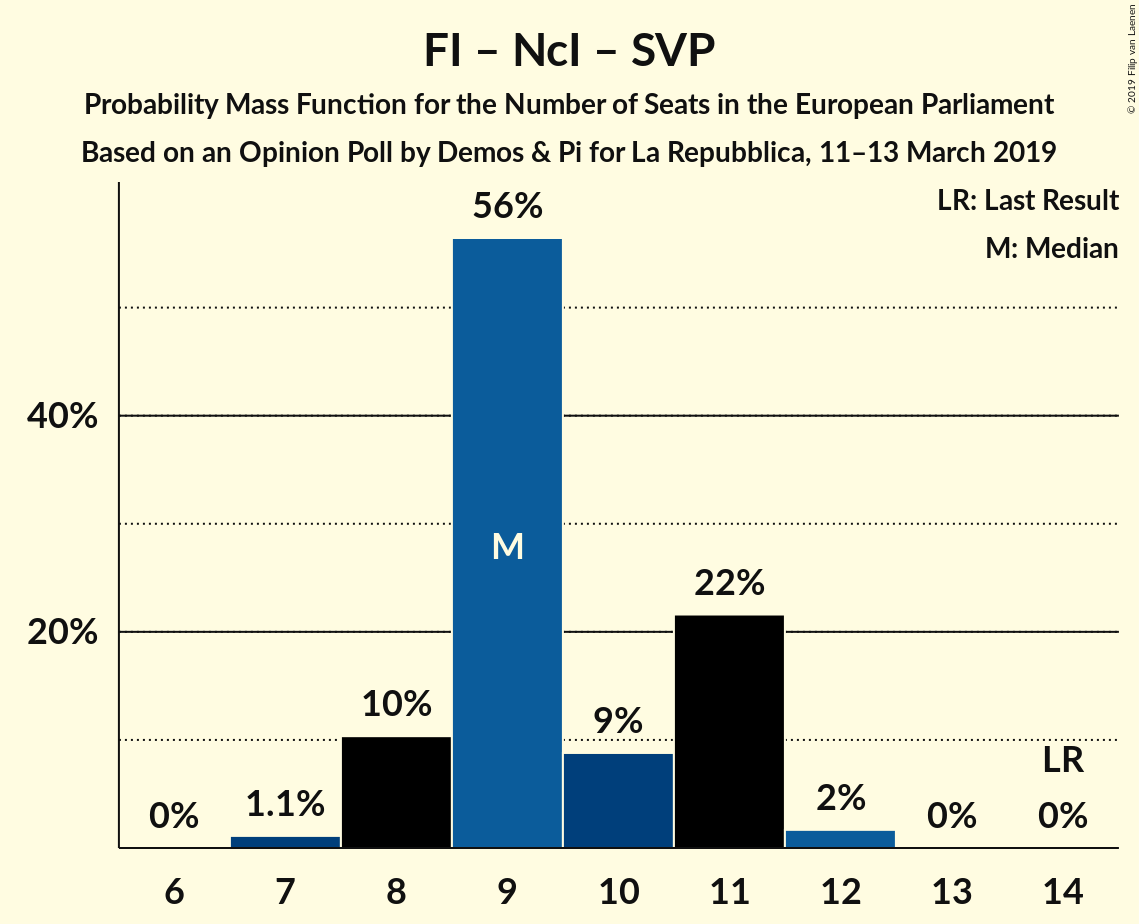 FI – NcI – SVP
Probability Mass Function for the Number of Seats in the European Parliament
Based on an Opinion Poll by Demos & Pi for La Repubblica, 11–13 March 2019
© 2019 Filip van Laenen
LR: Last Result
M: Median
56%
40%
M
22%
20%
10%
9%
LR
0%
1.1%
2%
0%
0%
6 7 8 9 10 11 12 13 14